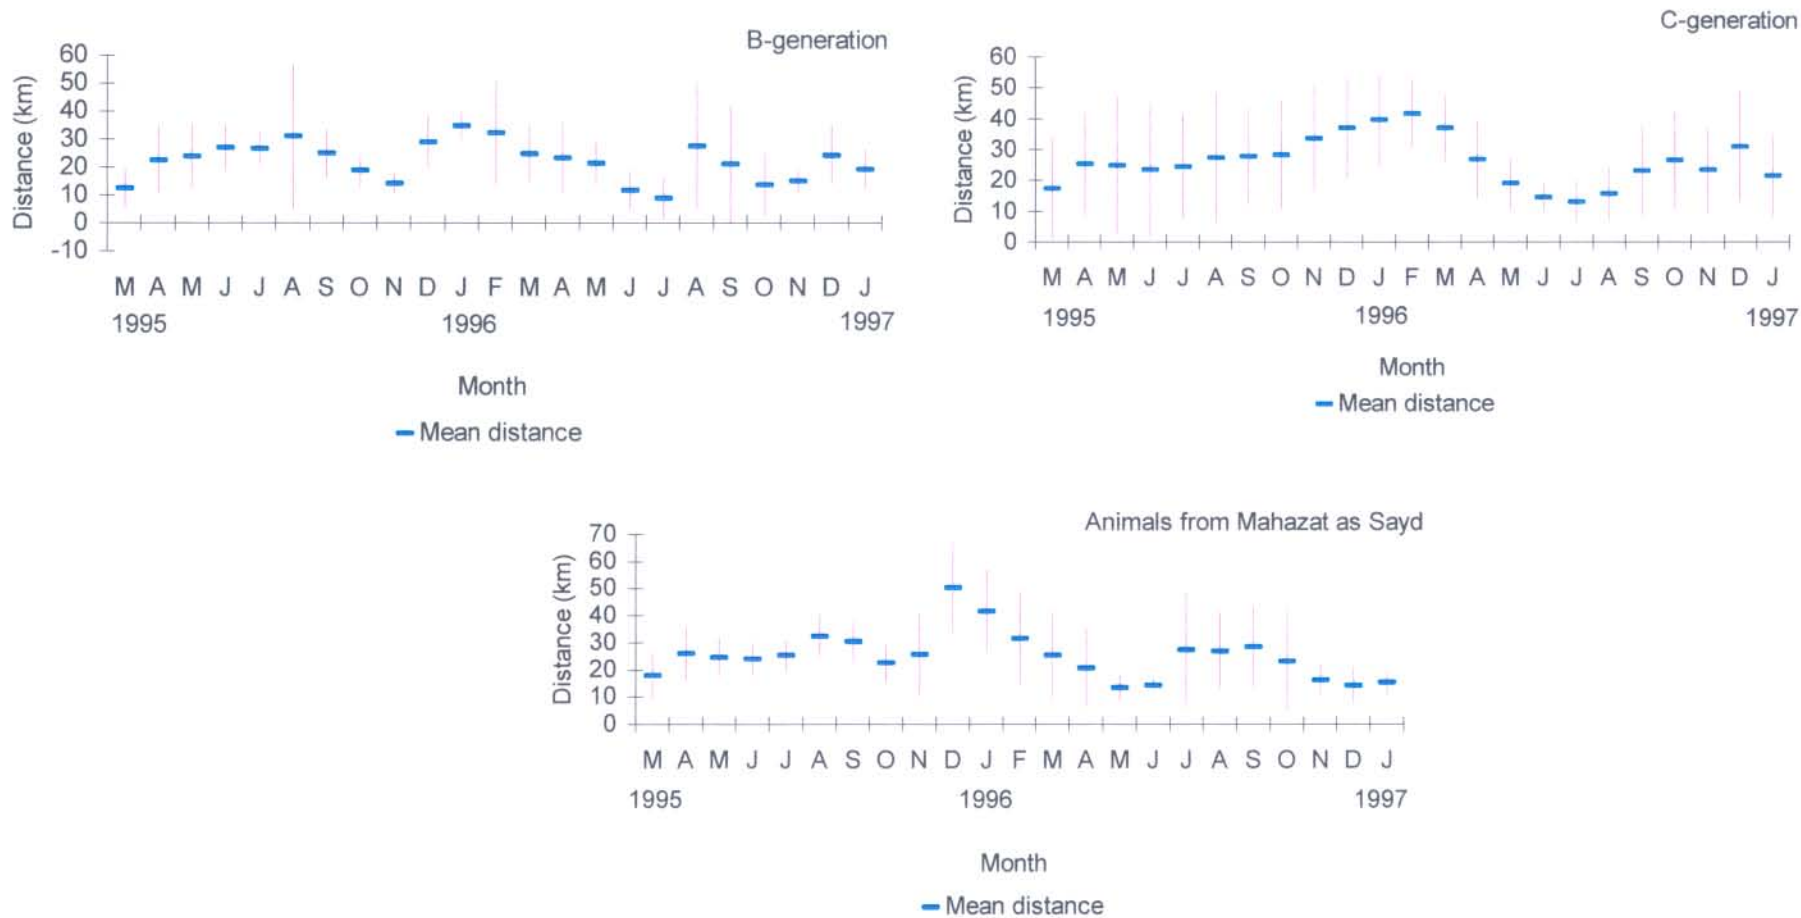 B-generation
60
50
40
30
20
10
0
-10
Distance (km)
M A M J J A S O N D J F M A M J J A S O N D J
1995 1996 1997
Month
Mean distance
C-generation
60
50
40
30
20
10
0
Distance (km)
M A M J J A S O N D J F M A M J J A S O N D J
1995 1996 1997
Month
Mean distance
Animals from Mahazat as Sayd
70
60
50
40
30
20
10
0
Distance (km)
M A M J J A S O N D J F M A M J J A S O N D J
1995 1996 1997
Month
Mean distance